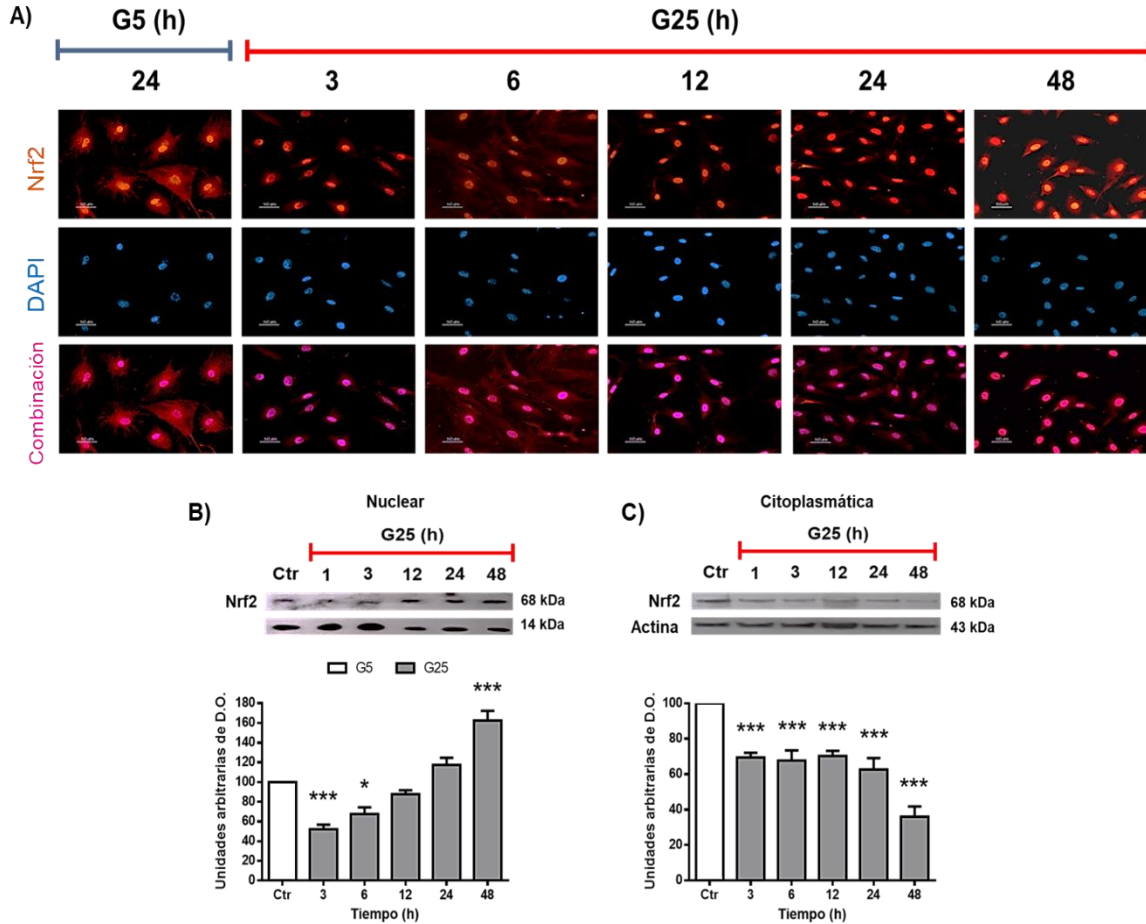 A)
G5 (h)
G25 (h)
24
3
6
12
24
48
Nrf2
DAPI
Combinación
B)
Nuclear
G25 (h)
Ctr 1 3 12 24 48
Nrf2
68 kDa
14 kDa
G5
G25
Unidades arbitrarias de D.O.
180
160
140
120
100
80
60
40
20
0
***
*
***
Ctr 3 6 12 24 48
Tiempo (h)
C)
Citoplasmática
G25 (h)
Ctr 1 3 12 24 48
Nrf2
68 kDa
Actina
43 kDa
Unidades arbitrarias de D.O.
100
80
60
40
20
0
***
***
***
***
***
Ctr 3 6 12 24 48
Tiempo (h)